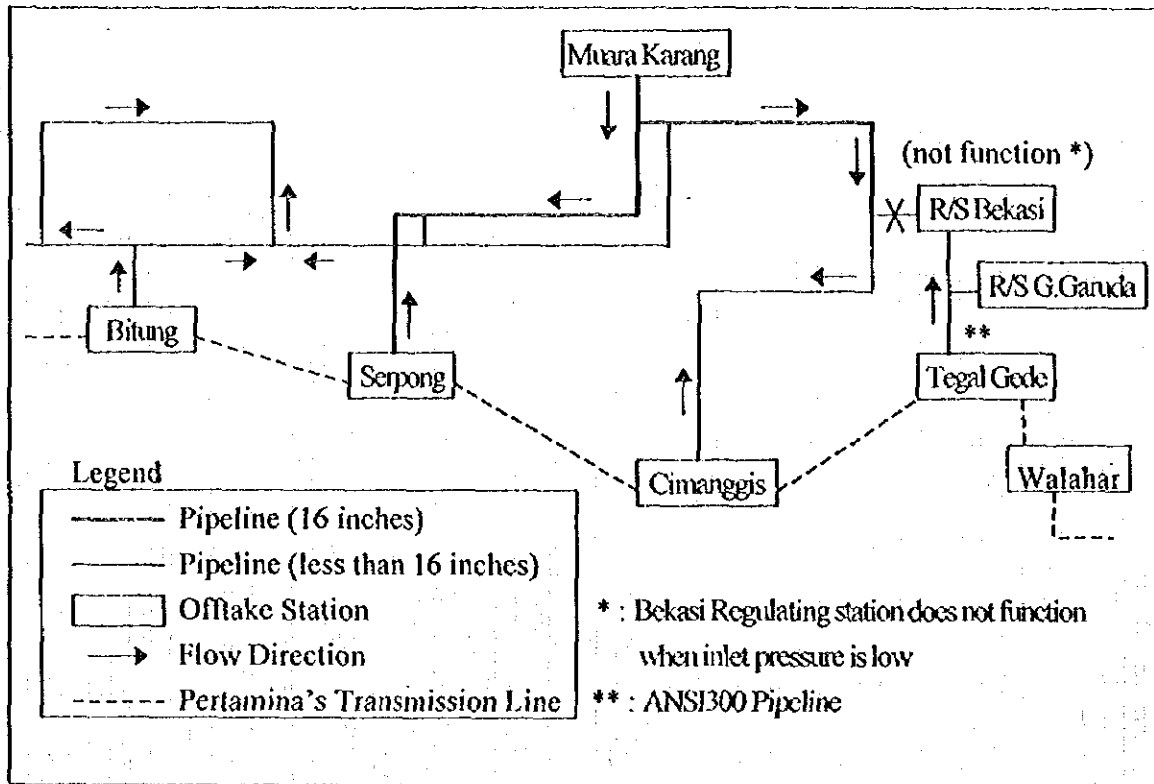 Muara Karang
(not function *)
R/S Bekasi
R/S G.Garuda
**
Bitung
Serpong
Tegal Gede
Cimanggis
Walahar
Legend
Pipeline (16 inches)
Pipeline (less than 16 inches)
Offtake Station
Flow Direction
Pertamina's Transmission Line
* : Bekasi Regulating station does not function
when inlet pressure is low
** : ANSI300 Pipeline